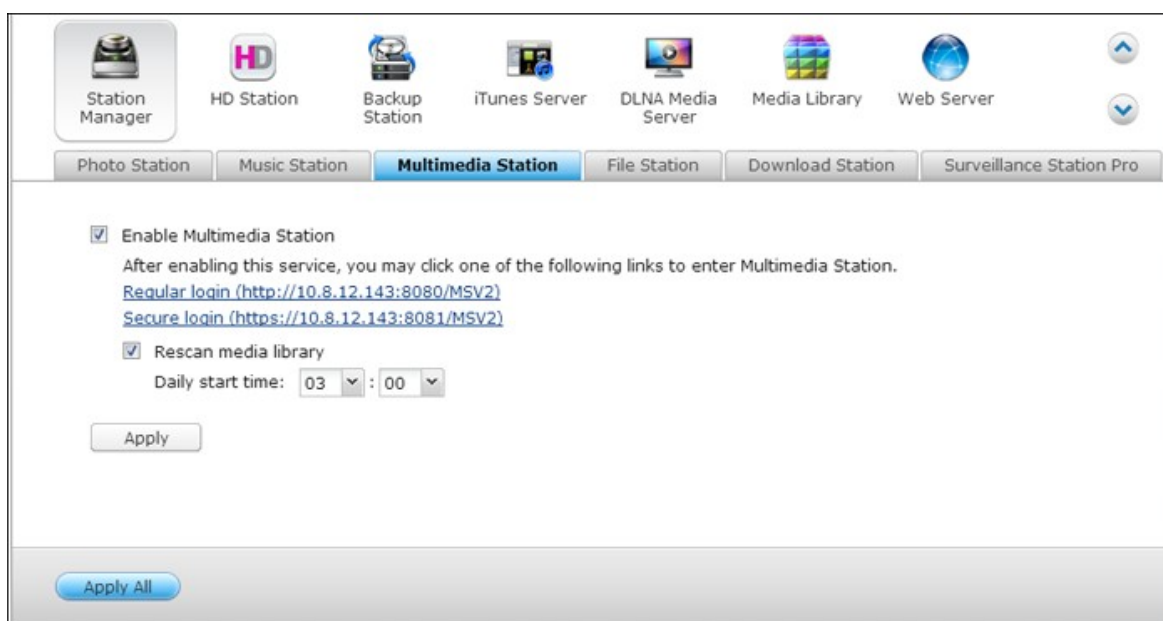 HD
Station Manager
HD Station
Backup Station
iTunes Server
DLNA Media Server
Media Library
Web Server
Photo Station
Music Station
Multimedia Station
File Station
Download Station
Surveillance Station Pro
Enable Multimedia Station
After enabling this service, you may click one of the following links to enter Multimedia Station.
Regular login (http://10.8.12.143:8080/MSV2)
Secure login (https://10.8.12.143:8081/MSV2)
Rescan media library
Daily start time: 03 : 00
Apply
Apply All